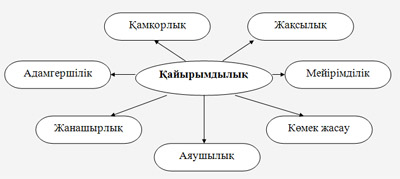 Қамқорлық
Жақсылық
Адамгершілік
Қайырымдылық
Мейірімділік
Жанашырлық
Көмек жасау
Аяушылық